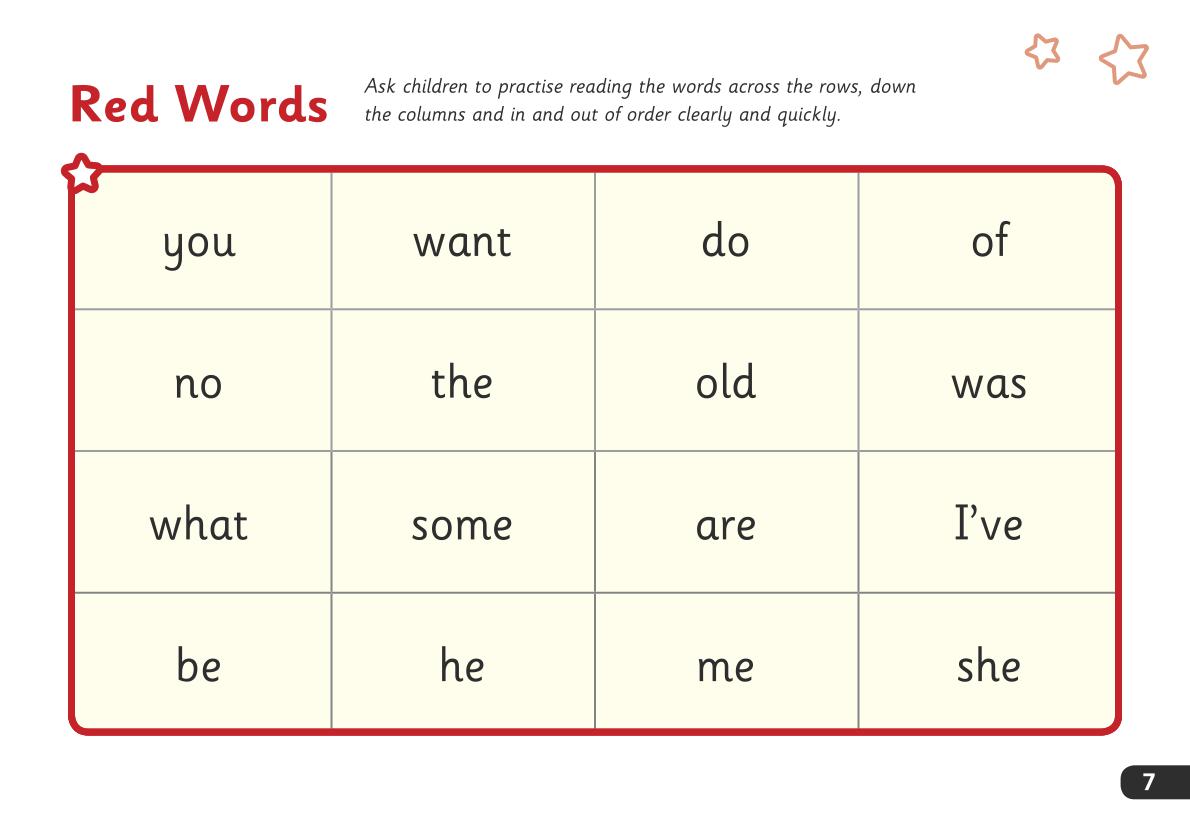 Red Words
Ask children to practise reading the words across the rows, down
the columns and in and out of order clearly and quickly.
you want do of
no the old was
what some are I’ve
be he me she
7